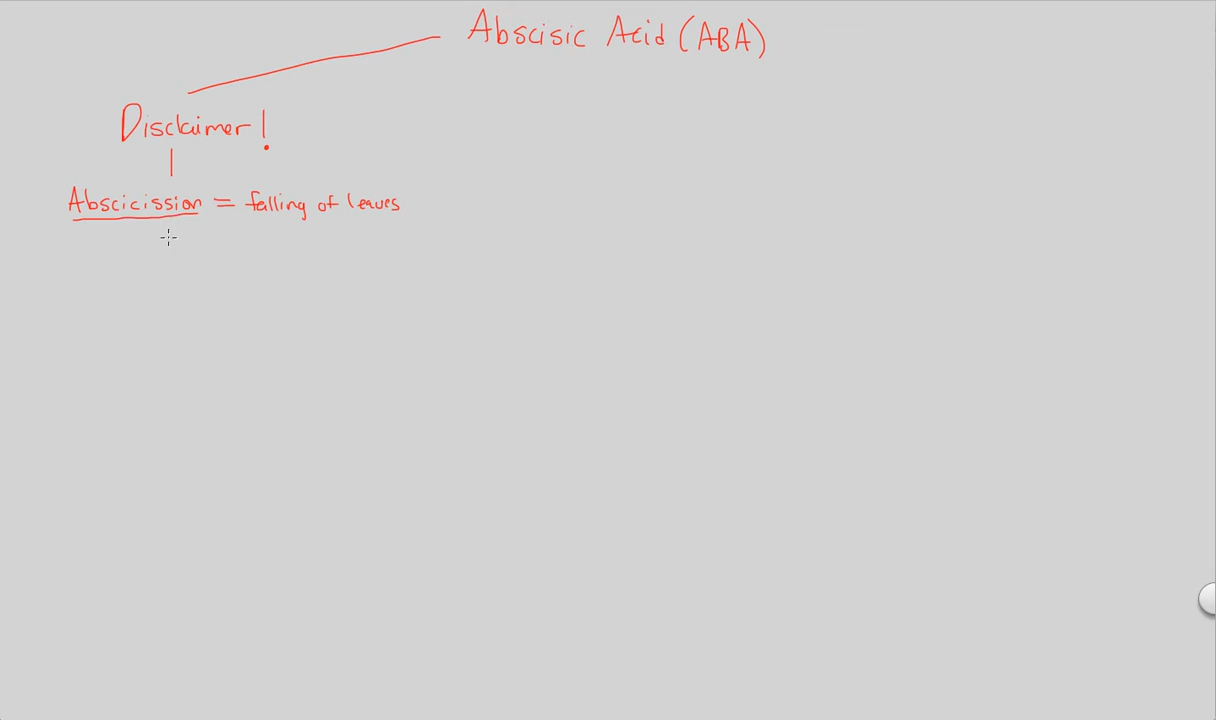 Abscisic Acid (ABA)
Disclaimer!
Abscicission = falling of leaves